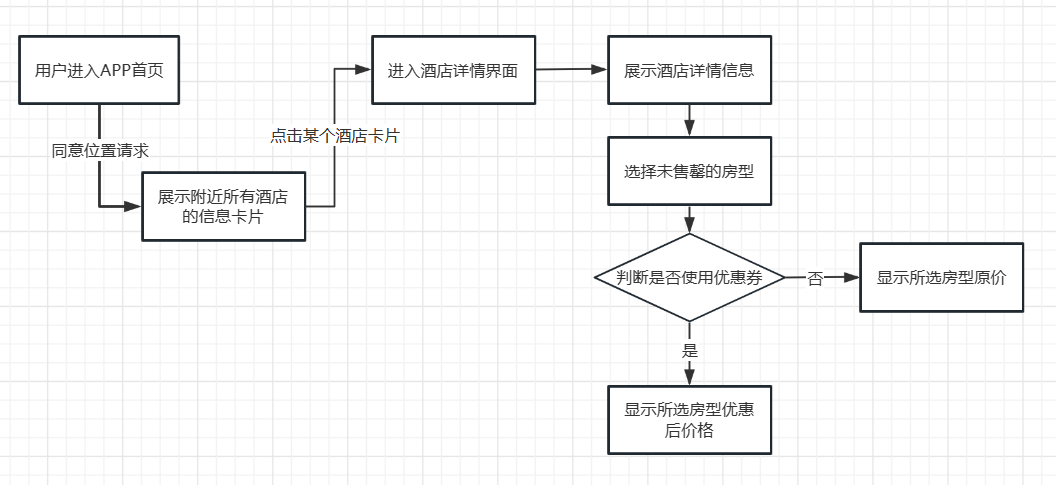 用户进入APP首页
同意位置请求
展示附近所有酒店
的信息卡片
点击某个酒店卡片
进入酒店详情界面
展示酒店详情信息
选择未售罄的房型
判断是否使用优惠券
否
显示所选房型原价
是
显示所选房型优惠
后价格